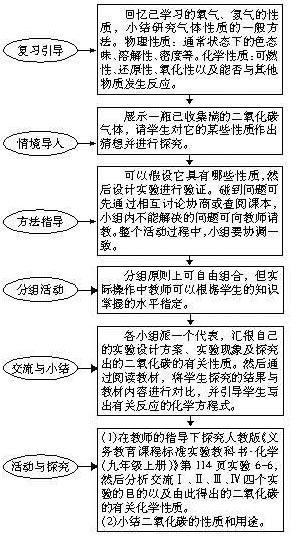 复习引导
回忆已学习的氧气、氢气的性
质，小结研究气体性质的一般方
法。物理性质：通常状态下的色态
味、溶解性、密度等。化学性质：可燃
性、还原性、氧化性以及能否与其他
物质发生反应。
情境导人
展示一瓶已收集满的二氧化碳
气体，请学生对它的某些性质作出
猜想并进行探究。
方法指导
可以假设它具有哪些性质，然
后设计实验进行验证。碰到问题可
先通过相互讨论协商或查阅课本，
小组内不能解决的问题可向教师请
教。整个活动过程中，小组要协调一
致。
分组活动
分组原则上可自由组合，但实
际操作中教师可以根据学生的知识
掌握的水平指定。
交流与小结
各小组派一个代表，汇报自己
的实验设计方案、实验现象及探究
出的二氧化碳的有关性质。然后通
过阅读教材，将学生探究的结果与
教材内容进行对比，并引导学生写
出有关反应的化学方程式。
活动与探究
(1)在教师的指导下探究人教版《义
务教育课程标准实验教科书·化学
(九年级上册)》第114页实验6-6，
然后分析交流Ⅰ、Ⅱ、Ⅲ、Ⅳ四个实
验的目的以及由此得出的二氧化碳
的有关化学性质。
(2)小结二氧化碳的性质和用途。